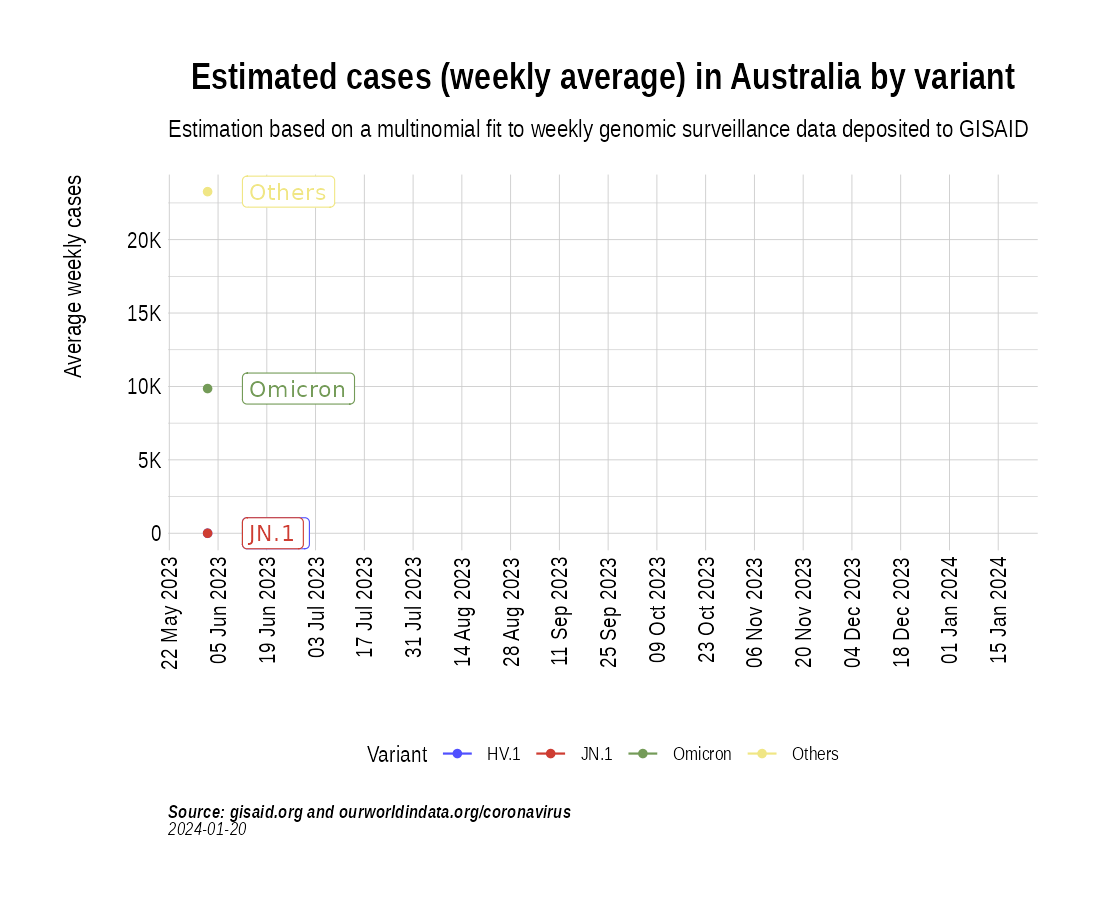 Estimated cases (weekly average) in Australia by variant
Estimation based on a multinomial fit to weekly genomic surveillance data deposited to GISAID
Average weekly cases
20K
15K
10K
5K
0
Others
Omicron
JN.1
22 May 2023
05 Jun 2023
19 Jun 2023
03 Jul 2023
17 Jul 2023
31 Jul 2023
14 Aug 2023
28 Aug 2023
11 Sep 2023
25 Sep 2023
09 Oct 2023
23 Oct 2023
06 Nov 2023
20 Nov 2023
04 Dec 2023
18 Dec 2023
01 Jan 2024
15 Jan 2024
Variant HV.1 JN.1 Omicron Others
Source: gisaid.org and ourworldindata.org/coronavirus
2024-01-20